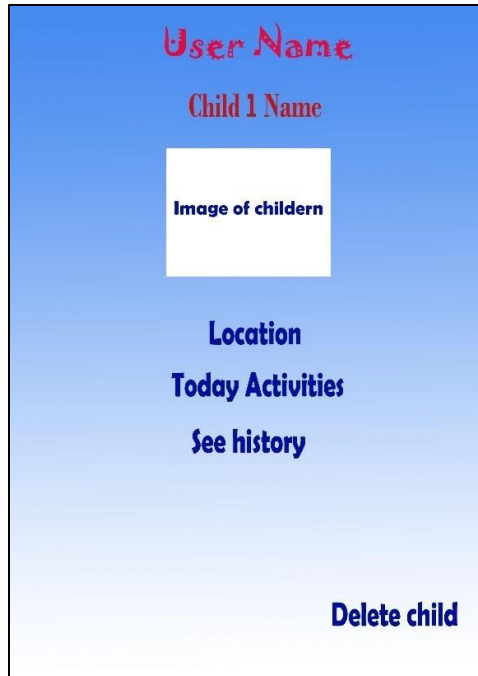 User Name
Child 1 Name
Image of childern
Location
Today Activities
See history
Delete child